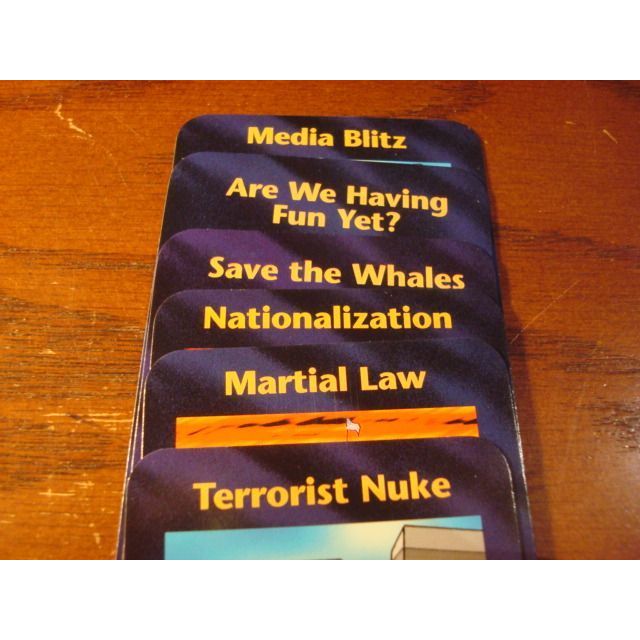 Media Blitz
Are We Having
Fun Yet?
Save the Whales
Nationalization
Martial Law
Terrorist Nuke